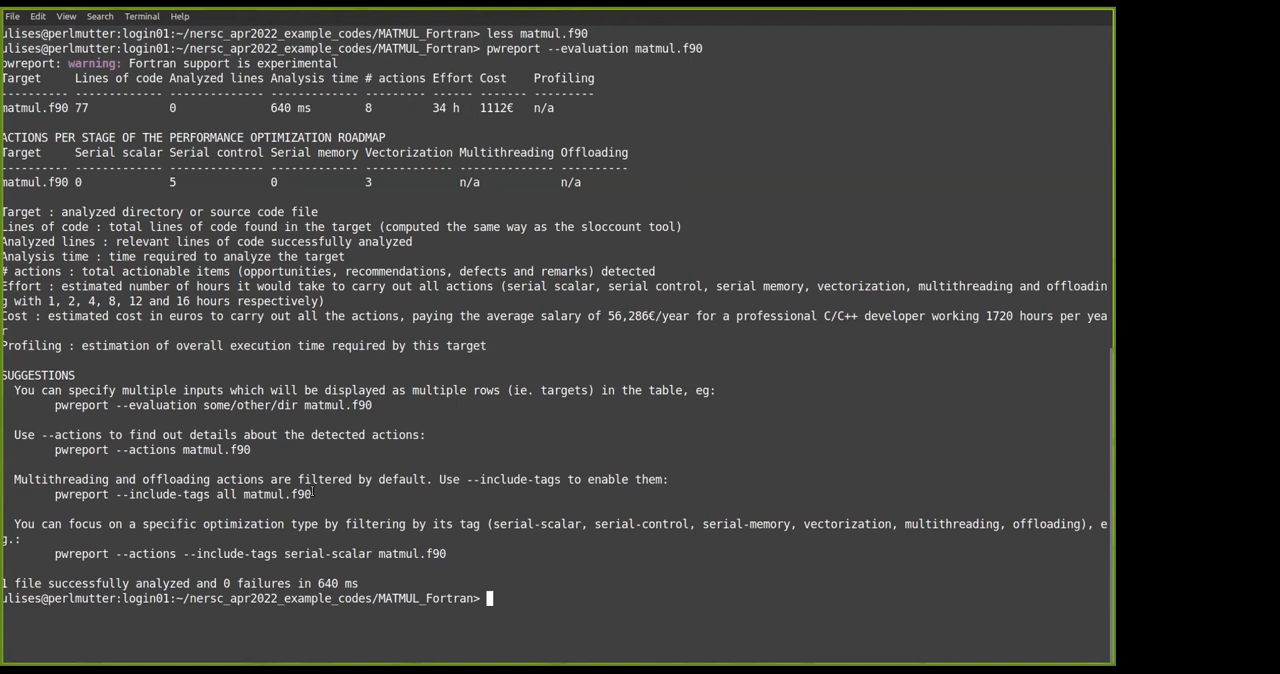 File Edit View Search Terminal Help
ulises@perlmutter:login01:~/nersc_apr2022_example_codes/MATMUL_Fortran> less matmul.f90
ulises@perlmutter:login01:~/nersc_apr2022_example_codes/MATMUL_Fortran> pwreport --evaluation matmul.f90
pwreport: warning: Fortran support is experimental
Target Lines of code Analyzed lines Analysis time # actions Effort Cost Profiling
---------- ------------- -------------- ------------- --------- ------ ------- ---------
matmul.f90 77 0 640 ms 8 34 h 1112€ n/a
ACTIONS PER STAGE OF THE PERFORMANCE OPTIMIZATION ROADMAP
Target Serial scalar Serial control Serial memory Vectorization Multithreading Offloading
---------- ------------- -------------- ------------- ------------- -------------- ----------
matmul.f90 0 5 0 3 n/a n/a
Target : analyzed directory or source code file
Lines of code : total lines of code found in the target (computed the same way as the sloccount tool)
Analyzed lines : relevant lines of code successfully analyzed
Analysis time : time required to analyze the target
# actions : total actionable items (opportunities, recommendations, defects and remarks) detected
Effort : estimated number of hours it would take to carry out all actions (serial scalar, serial control, serial memory, vectorization, multithreading and offloadin
g with 1, 2, 4, 8, 12 and 16 hours respectively)
Cost : estimated cost in euros to carry out all the actions, paying the average salary of 56,286€/year for a professional C/C++ developer working 1720 hours per yea
r
Profiling : estimation of overall execution time required by this target
SUGGESTIONS
You can specify multiple inputs which will be displayed as multiple rows (ie. targets) in the table, eg:
pwreport --evaluation some/other/dir matmul.f90
Use --actions to find out details about the detected actions:
pwreport --actions matmul.f90
Multithreading and offloading actions are filtered by default. Use --include-tags to enable them:
pwreport --include-tags all matmul.f90
You can focus on a specific optimization type by filtering by its tag (serial-scalar, serial-control, serial-memory, vectorization, multithreading, offloading), e
g.:
pwreport --actions --include-tags serial-scalar matmul.f90
1 file successfully analyzed and 0 failures in 640 ms
ulises@perlmutter:login01:~/nersc_apr2022_example_codes/MATMUL_Fortran>